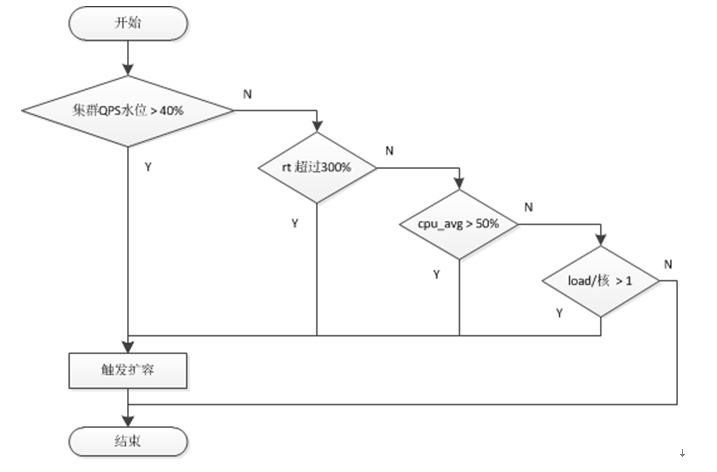 开始
集群QPS水位 > 40%
N
Y
rt 超过300%
N
Y
cpu_avg > 50%
N
Y
load/核 > 1
N
Y
触发扩容
结束